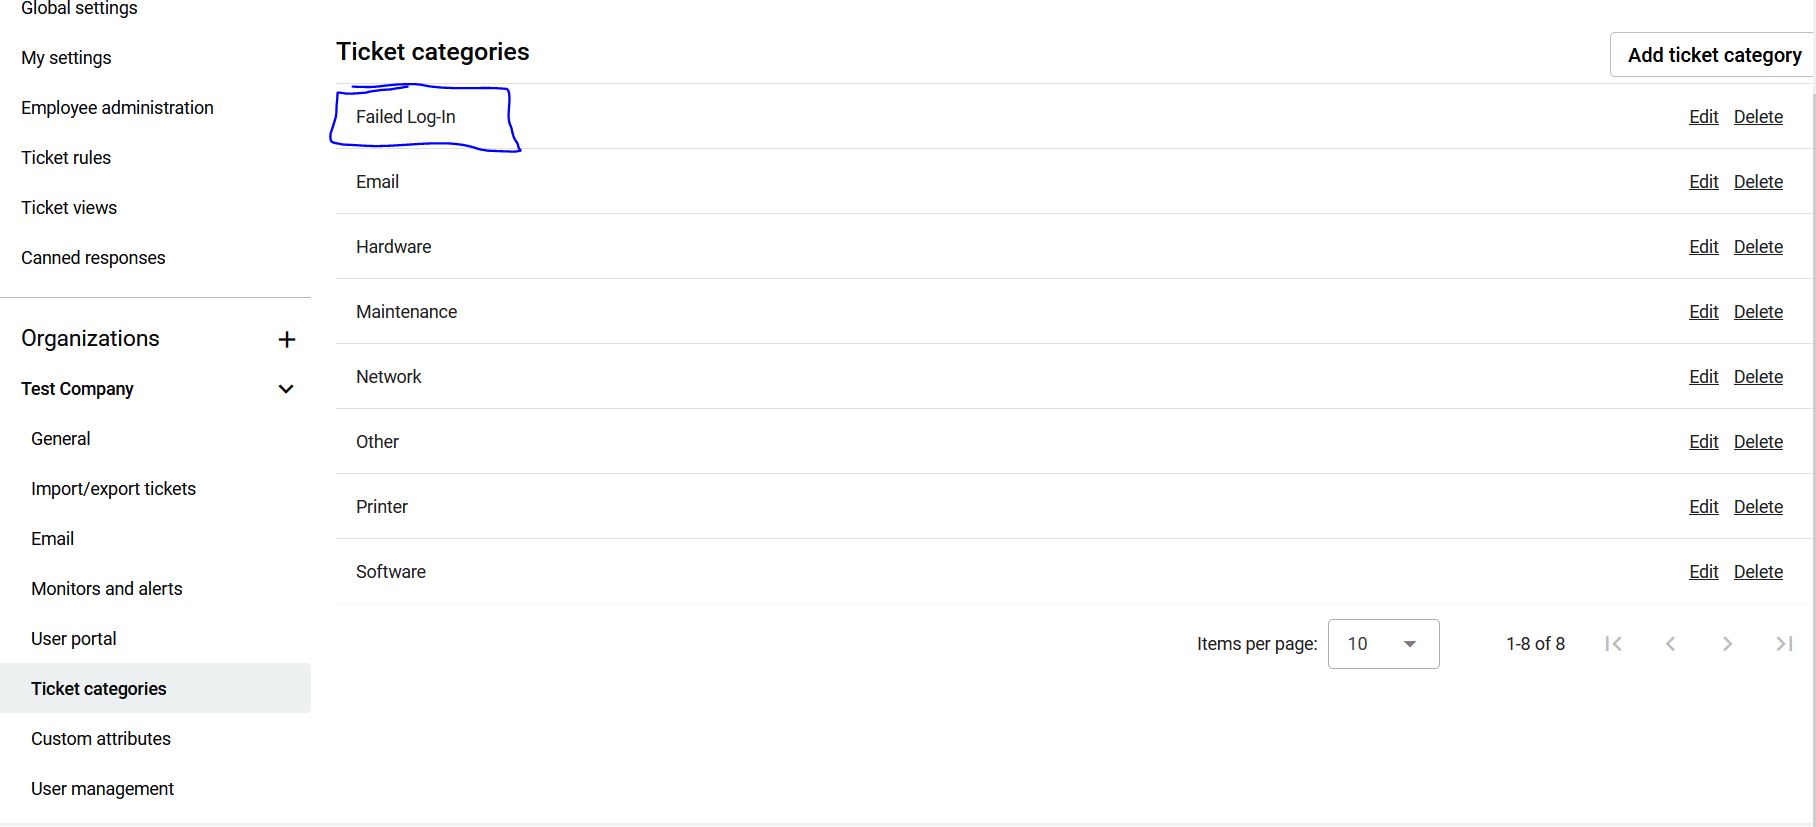 Global settings
My settings
Employee administration
Ticket rules
Ticket views
Canned responses
Organizations +
Test Company
General
Import/export tickets
Email
Monitors and alerts
User portal
Ticket categories
Custom attributes
User management
Ticket categories
Add ticket category
Failed Log-In Edit Delete
Email Edit Delete
Hardware Edit Delete
Maintenance Edit Delete
Network Edit Delete
Other Edit Delete
Printer Edit Delete
Software Edit Delete
Items per page: 10 1-8 of 8